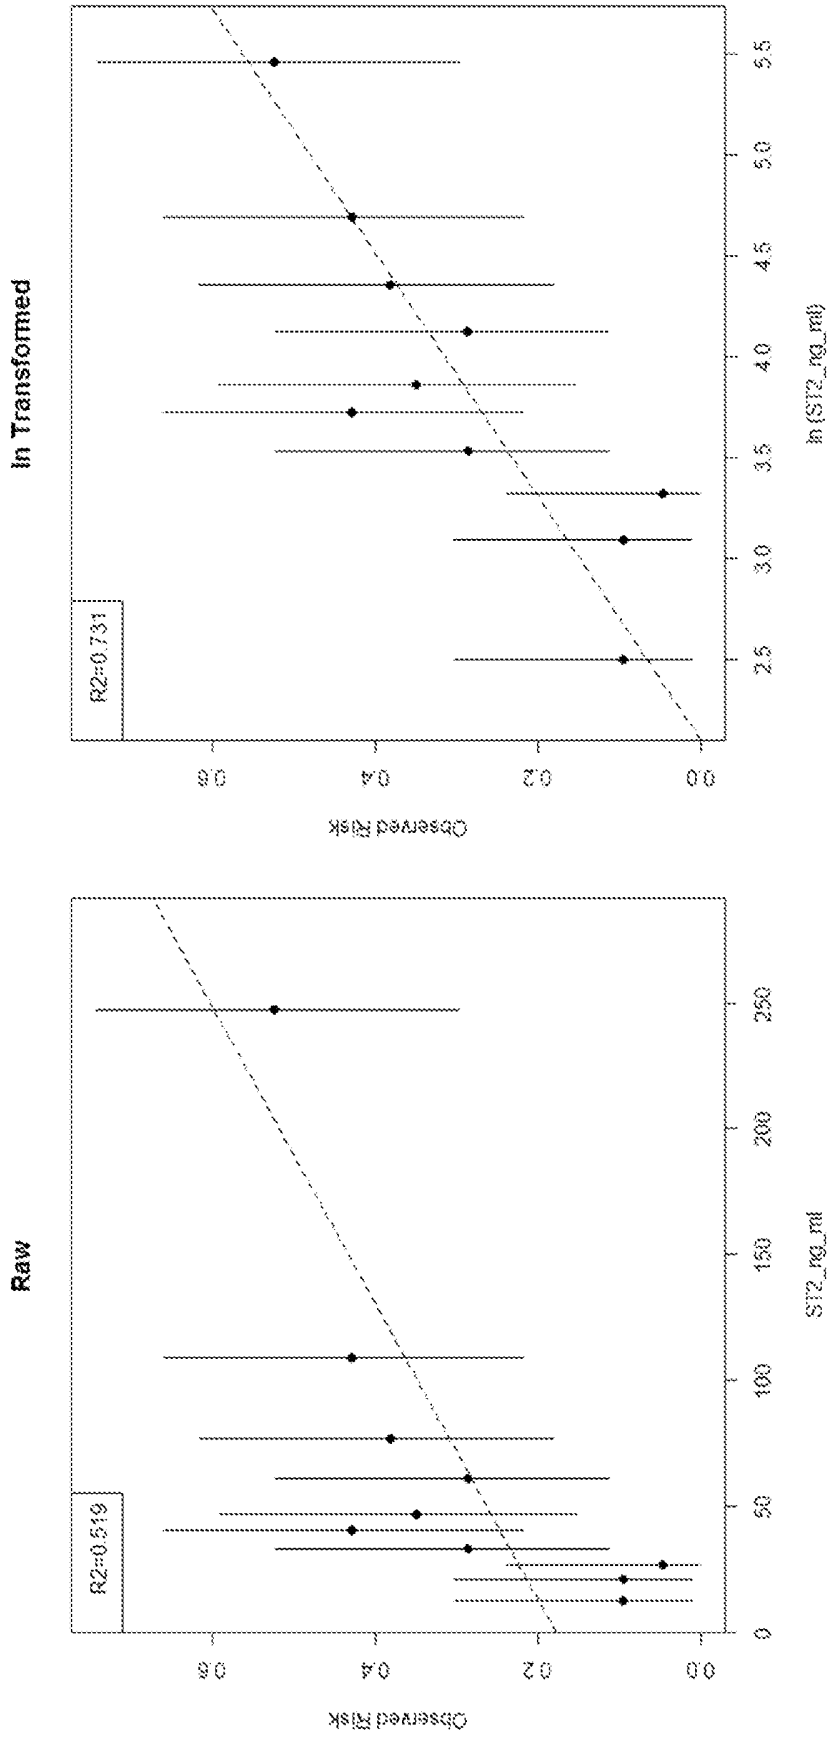 Raw
R2=0.519
Observed Risk
0.0
0.2
0.4
0.6
0
50
100
150
200
250
ST2_ng_ml
ln Transformed
R2=0.731
Observed Risk
0.0
0.2
0.4
0.6
2.5
3.0
3.5
4.0
4.5
5.0
5.5
ln (ST2_ng_ml)